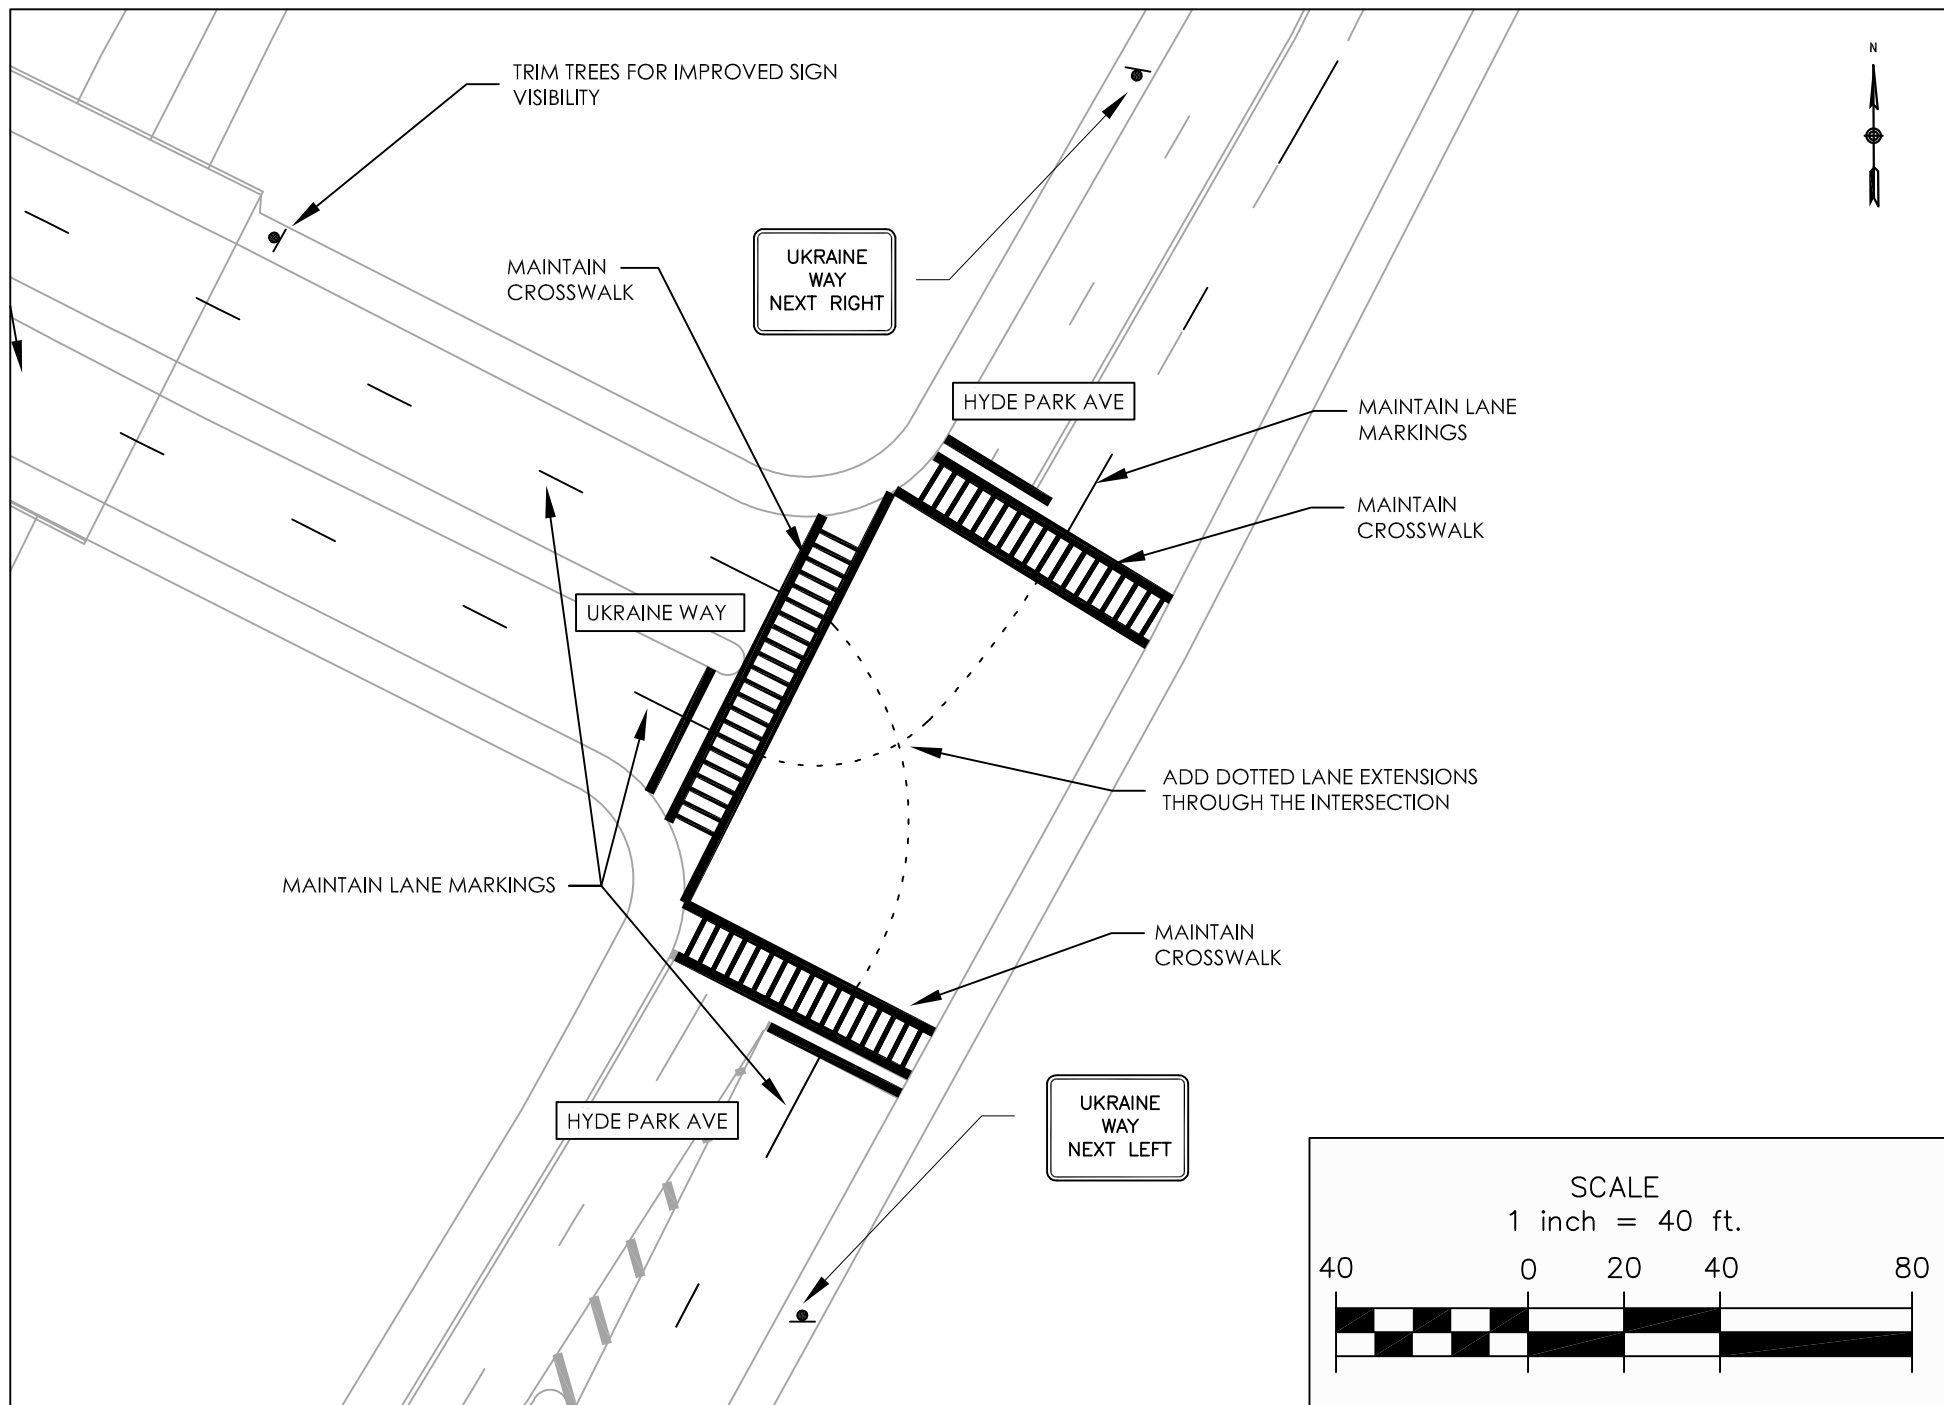 TRIM TREES FOR IMPROVED SIGN
VISIBILITY
N
UKRAINE
WAY
NEXT RIGHT
MAINTAIN
CROSSWALK
HYDE PARK AVE
MAINTAIN LANE
MARKINGS
MAINTAIN
CROSSWALK
UKRAINE WAY
ADD DOTTED LANE EXTENSIONS
THROUGH THE INTERSECTION
MAINTAIN LANE MARKINGS
MAINTAIN
CROSSWALK
HYDE PARK AVE
UKRAINE
WAY
NEXT LEFT
SCALE
1 inch = 40 ft.
40 0 20 40 80